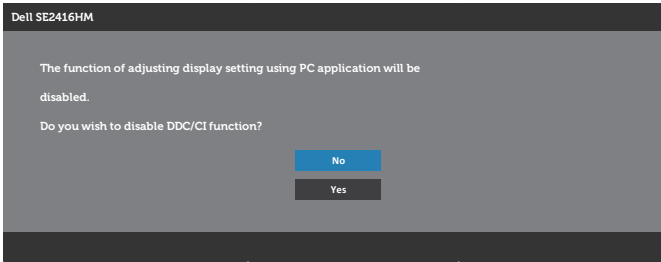 Dell SE2416HM
The function of adjusting display setting using PC application will be
disabled.
Do you wish to disable DDC/CI function?
No
Yes